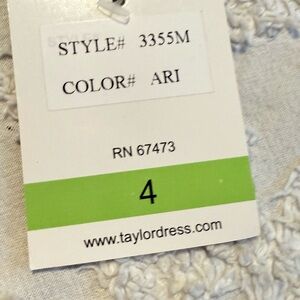 STYLE# 3355M
COLOR# ARI
RN 67473
4
www.taylordress.com